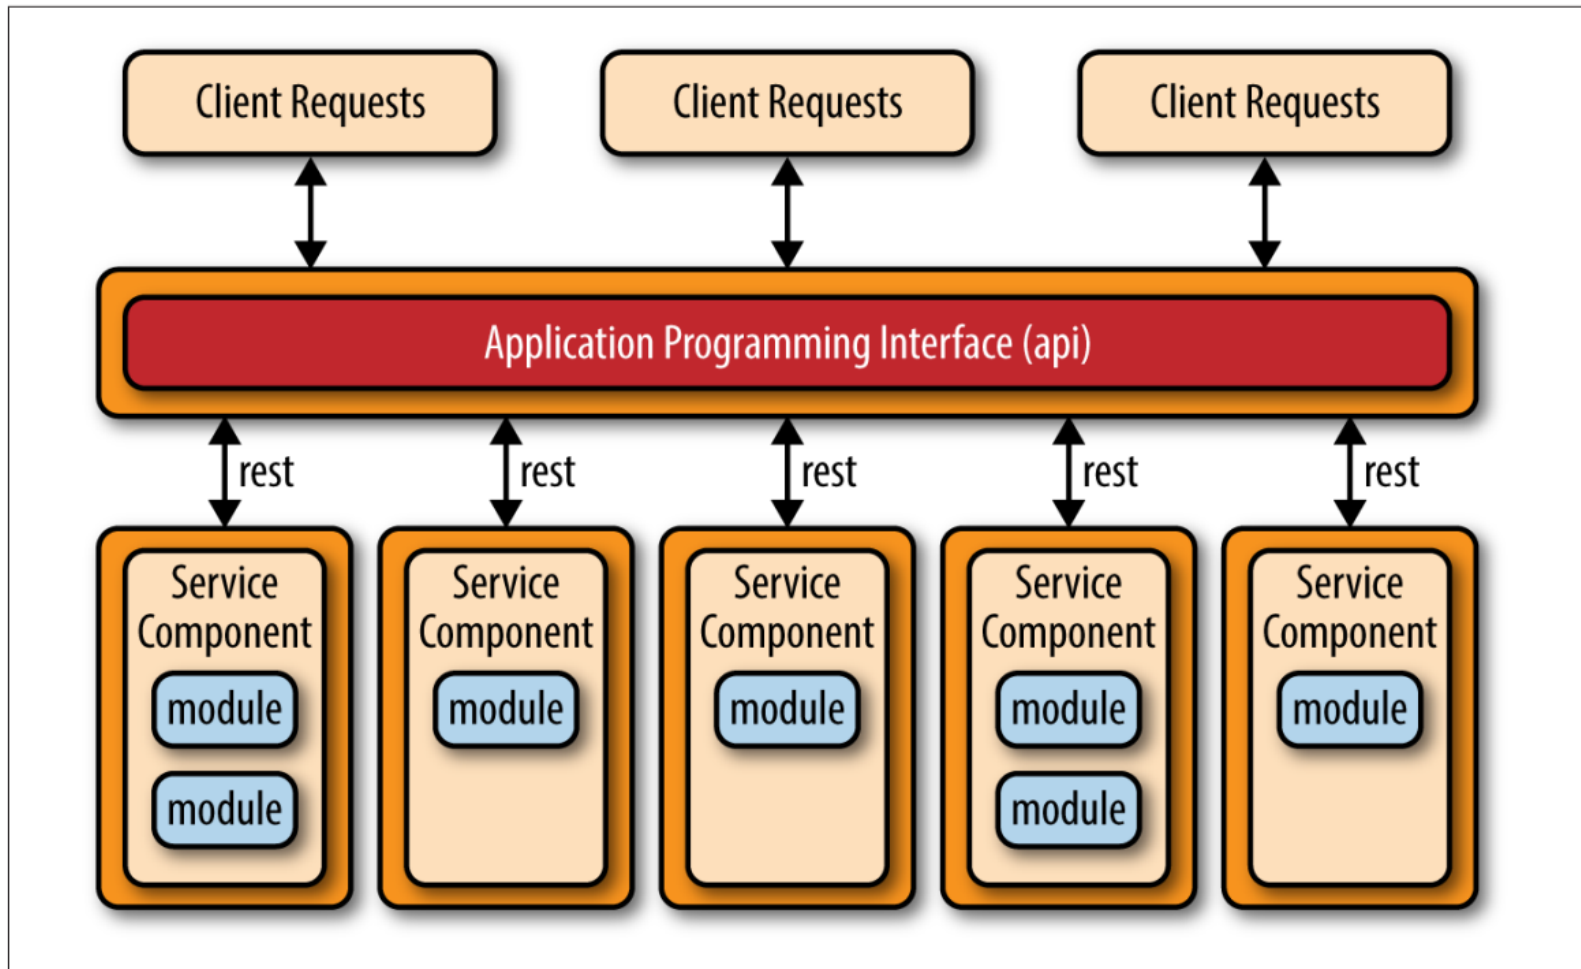 Client Requests
Client Requests
Client Requests
Application Programming Interface (api)
rest
rest
rest
rest
rest
Service
Component
module
module
Service
Component
module
Service
Component
module
Service
Component
module
module
Service
Component
module